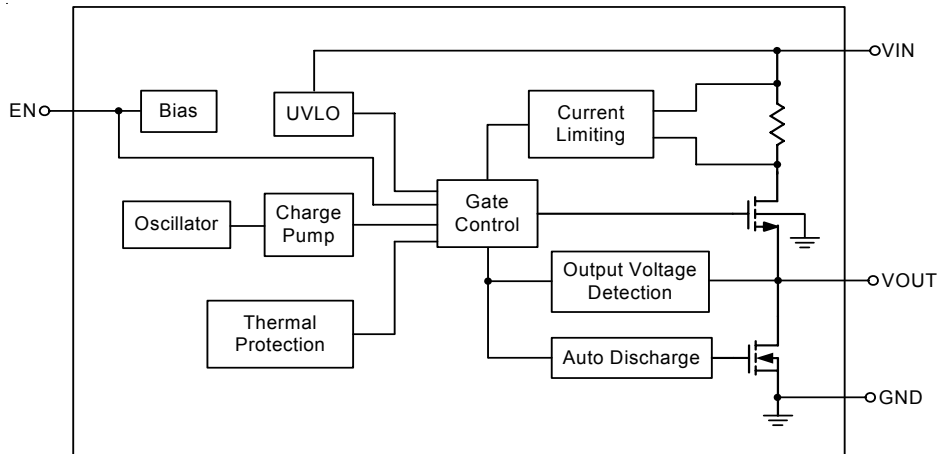 VIN
EN
Bias
UVLO
Current
Limiting
Oscillator
Charge
Pump
Gate
Control
Output Voltage
Detection
VOUT
Thermal
Protection
Auto Discharge
GND